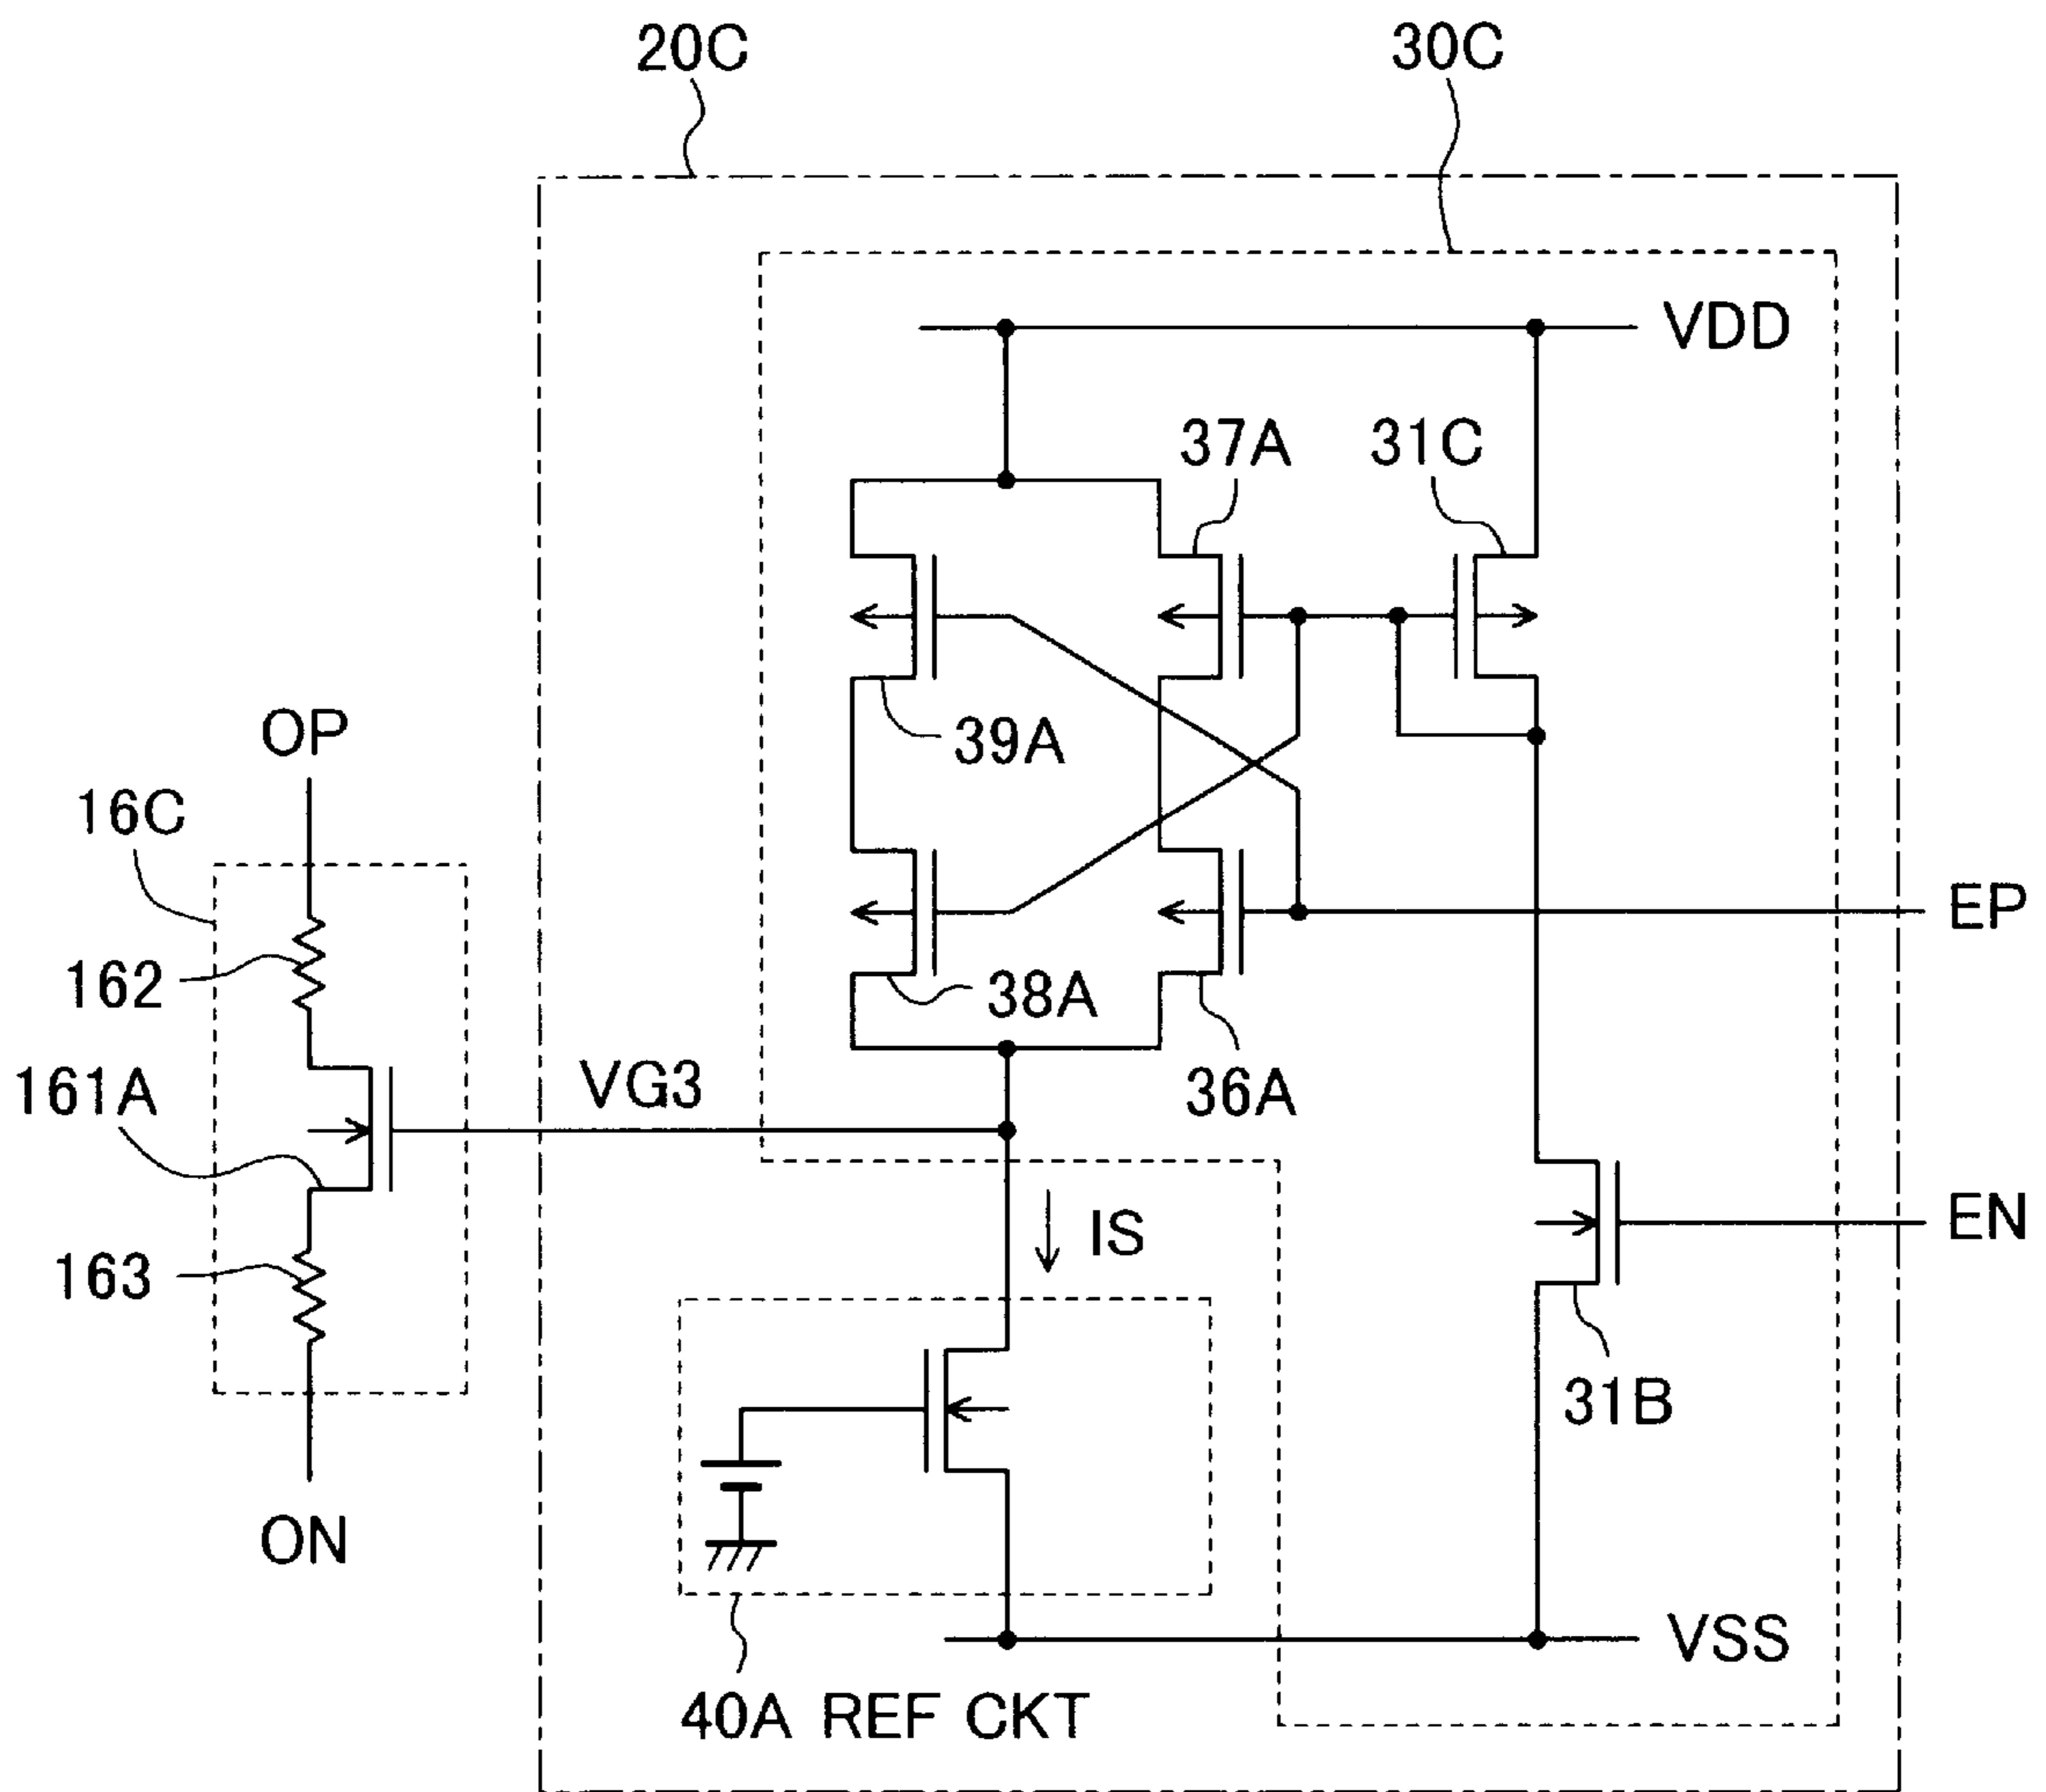 20C
30C
VDD
37A
31C
OP
39A
16C
EP
162
38A
161A
VG3
36A
EN
IS
163
31B
ON
VSS
40A REF CKT